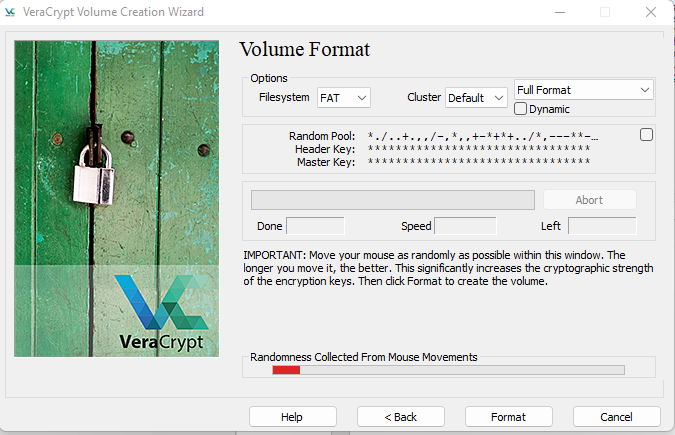 VeraCrypt Volume Creation Wizard
Volume Format
Options
Filesystem FAT Cluster Default Full Format
Dynamic
Random Pool: *./..+.,,/-,*,,+-*+*+../*,---**-…
Header Key: ********************************
Master Key: ********************************
Abort
Done Speed Left
IMPORTANT: Move your mouse as randomly as possible within this window. The
longer you move it, the better. This significantly increases the cryptographic strength
of the encryption keys. Then click Format to create the volume.
VeraCrypt
Randomness Collected From Mouse Movements
Help < Back Format Cancel